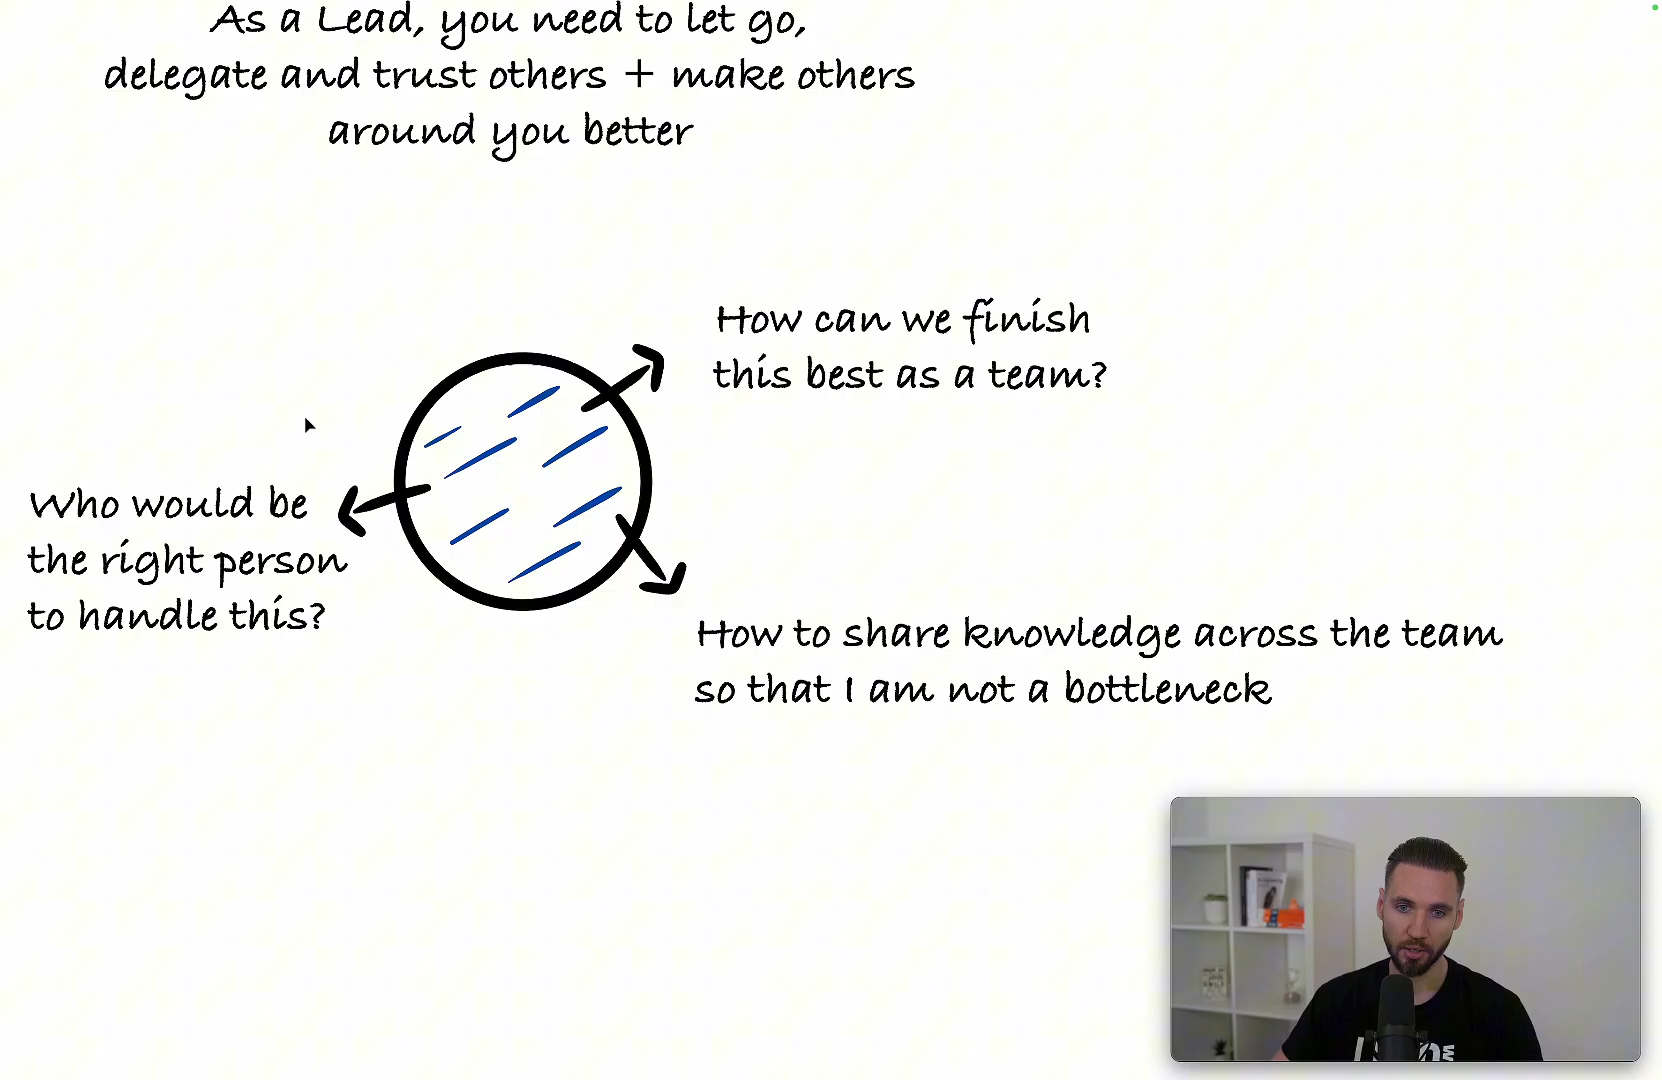 As a Lead, you need to let go,
delegate and trust others + make others
around you better
How can we finish
this best as a team?
Who would be
the right person
to handle this?
How to share knowledge across the team
so that I am not a bottleneck